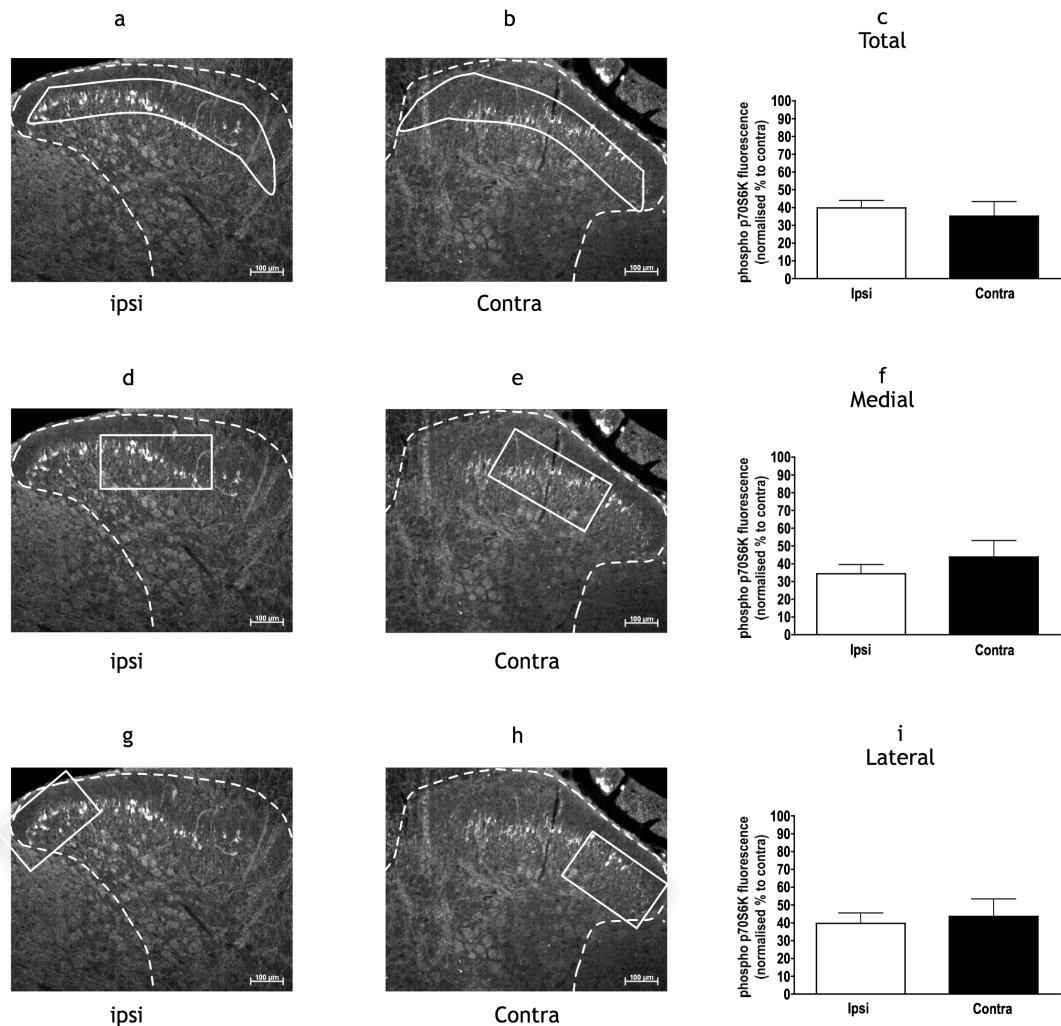 a
b
c
Total
100 µm
100 µm
phospho p70S6K fluorescence
(normalised % to contra)
100
90
80
70
60
50
40
30
20
10
0
Ipsi
Contra
ipsi
Contra
d
e
f
Medial
100 µm
100 µm
phospho p70S6K fluorescence
(normalised % to contra)
100
90
80
70
60
50
40
30
20
10
0
Ipsi
Contra
ipsi
Contra
g
h
i
Lateral
100 µm
100 µm
phospho p70S6K fluorescence
(normalised % to contra)
100
90
80
70
60
50
40
30
20
10
0
Ipsi
Contra
ipsi
Contra